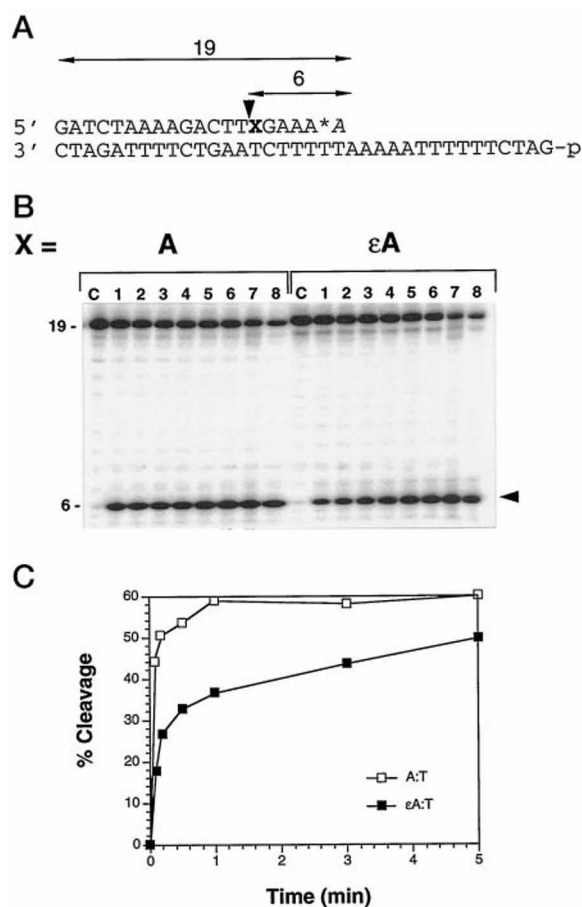 A
19
6
5' GATCTAAAAGACTTXGAAA*A
3' CTAGATTTTCTGAATCTTTTTAAAAATTTTTTCTAG-p
B
X = A εA
C 1 2 3 4 5 6 7 8 C 1 2 3 4 5 6 7 8
19 -
6 -
C
60
50
40
30
20
10
0
% Cleavage
A:T
εA:T
0 1 2 3 4 5
Time (min)